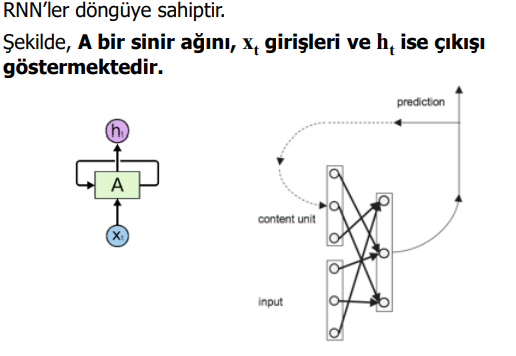 RNN'ler döngüye sahiptir.
Şekilde, A bir sinir ağını, xt girişleri ve ht ise çıkışı
göstermektedir.
prediction
ht
A
content unit
xt
input